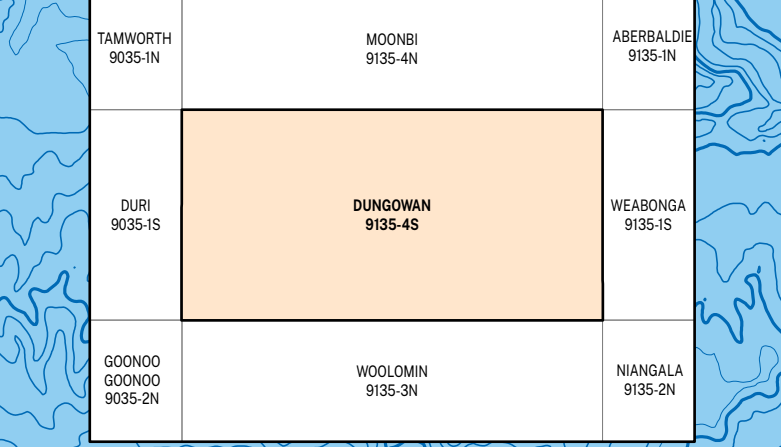 TAMWORTH
9035-1N
MOONBI
9135-4N
ABERBALDIE
9135-1N
DURI
9035-1S
DUNGOWAN
9135-4S
WEABONGA
9135-1S
GOONOO
GOONOO
9035-2N
WOOLOMIN
9135-3N
NIANGALA
9135-2N